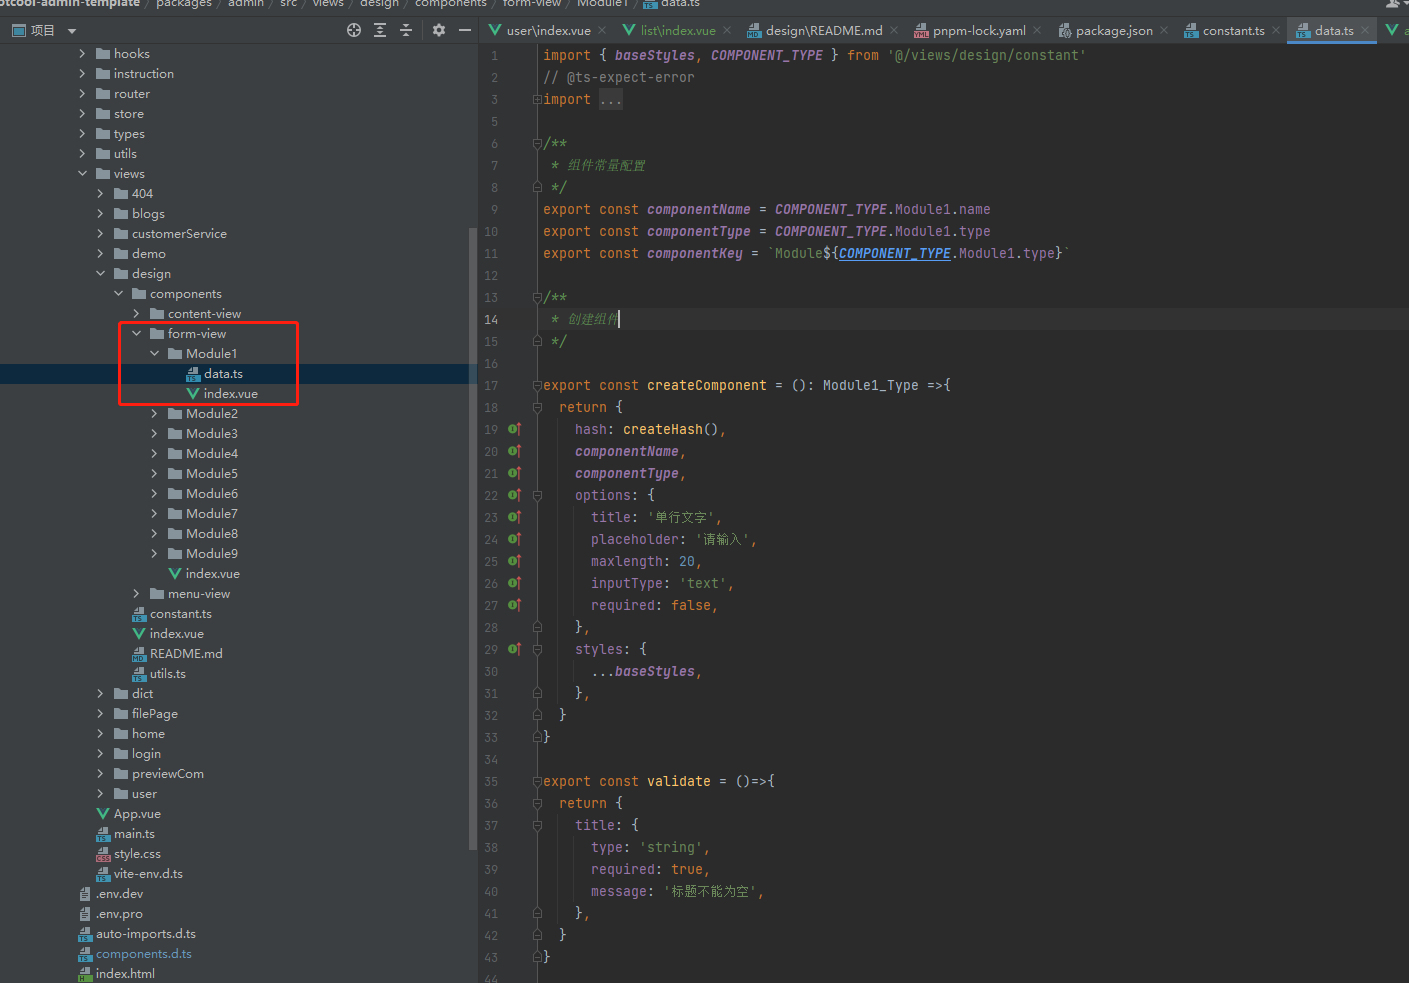 otcool-admin-template › packages › admin › src › views › design › components › form-view › Module1 › data.ts
项目
user\index.vue
list\index.vue
design\README.md
pnpm-lock.yaml
package.json
constant.ts
data.ts
hooks
instruction
router
store
types
utils
views
404
blogs
customerService
demo
design
components
content-view
form-view
Module1
data.ts
index.vue
Module2
Module3
Module4
Module5
Module6
Module7
Module8
Module9
index.vue
menu-view
constant.ts
index.vue
README.md
utils.ts
dict
filePage
home
login
previewCom
user
App.vue
main.ts
style.css
vite-env.d.ts
.env.dev
.env.pro
auto-imports.d.ts
components.d.ts
index.html
1 import { baseStyles, COMPONENT_TYPE } from '@/views/design/constant'
2 // @ts-expect-error
3 import ...
5
6 /**
7 * 组件常量配置
8 */
9 export const componentName = COMPONENT_TYPE.Module1.name
10 export const componentType = COMPONENT_TYPE.Module1.type
11 export const componentKey = `Module${COMPONENT_TYPE.Module1.type}`
12
13 /**
14 * 创建组件
15 */
16
17 export const createComponent = (): Module1_Type =>{
18 return {
19 hash: createHash(),
20 componentName,
21 componentType,
22 options: {
23 title: '单行文字',
24 placeholder: '请输入',
25 maxlength: 20,
26 inputType: 'text',
27 required: false,
28 },
29 styles: {
30 ...baseStyles,
31 },
32 }
33 }
34
35 export const validate = ()=>{
36 return {
37 title: {
38 type: 'string',
39 required: true,
40 message: '标题不能为空',
41 },
42 }
43 }
44